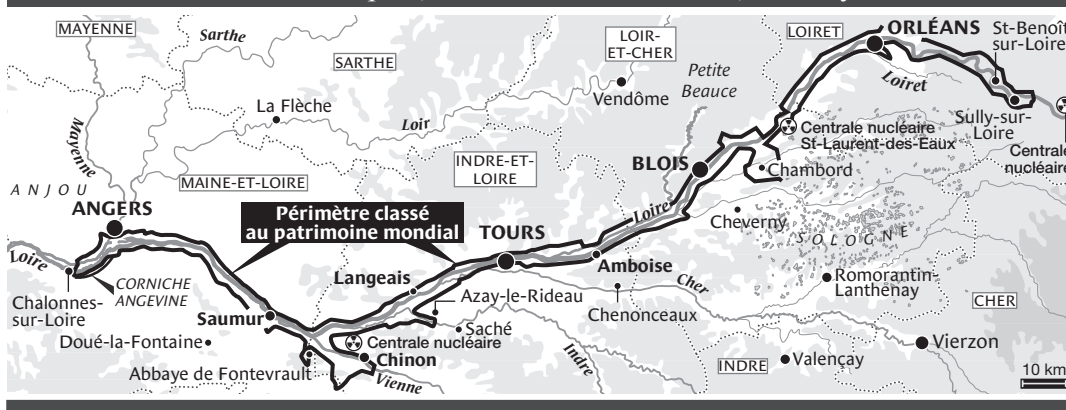 MAYENNE
Sarthe
SARTHE
LOIR-
ET-CHER
LOIRET
ORLÉANS
St-Benoît-
sur-Loire
Loiret
Sully-sur-
Loire
Petite
Beauce
Vendôme
La Flèche
Loir
Mayenne
Centrale nucléaire
St-Laurent-des-Eaux
Centrale
nucléaire
INDRE-ET-
LOIRE
BLOIS
Chambord
MAINE-ET-LOIRE
ANJOU
ANGERS
Périmètre classé
au patrimoine mondial
TOURS
Loire
Cheverny
SOLOGNE
Loire
Langeais
Amboise
Romorantin-
Lanthenay
CORNICHE
ANGEVINE
Chalonnes-
sur-Loire
Azay-le-Rideau
Cher
Chenonceaux
CHER
Saumur
Saché
Doué-la-Fontaine
Centrale nucléaire
Chinon
Indre
Abbaye de Fontevrault
Vienne
INDRE
Valençay
Vierzon
10 km